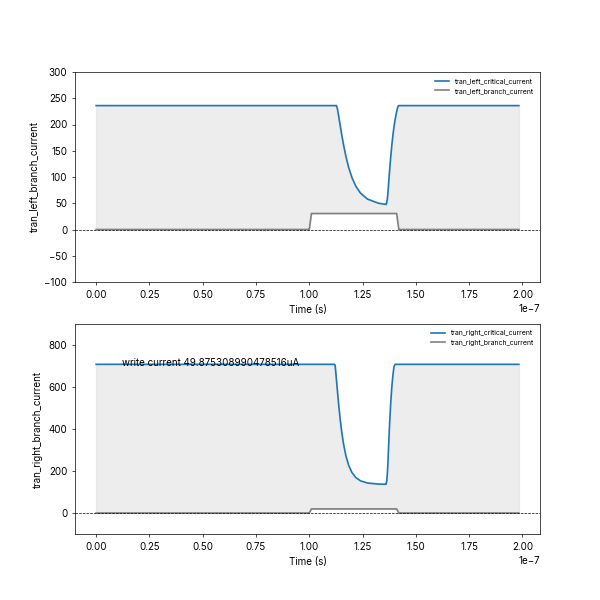 300
250
200
150
100
50
0
−50
−100
tran_left_branch_current
tran_left_critical_current
tran_left_branch_current
0.00 0.25 0.50 0.75 1.00 1.25 1.50 1.75 2.00
Time (s)
1e−7
800
600
400
200
0
tran_right_branch_current
tran_right_critical_current
tran_right_branch_current
write current 49.875308990478516uA
0.00 0.25 0.50 0.75 1.00 1.25 1.50 1.75 2.00
Time (s)
1e−7